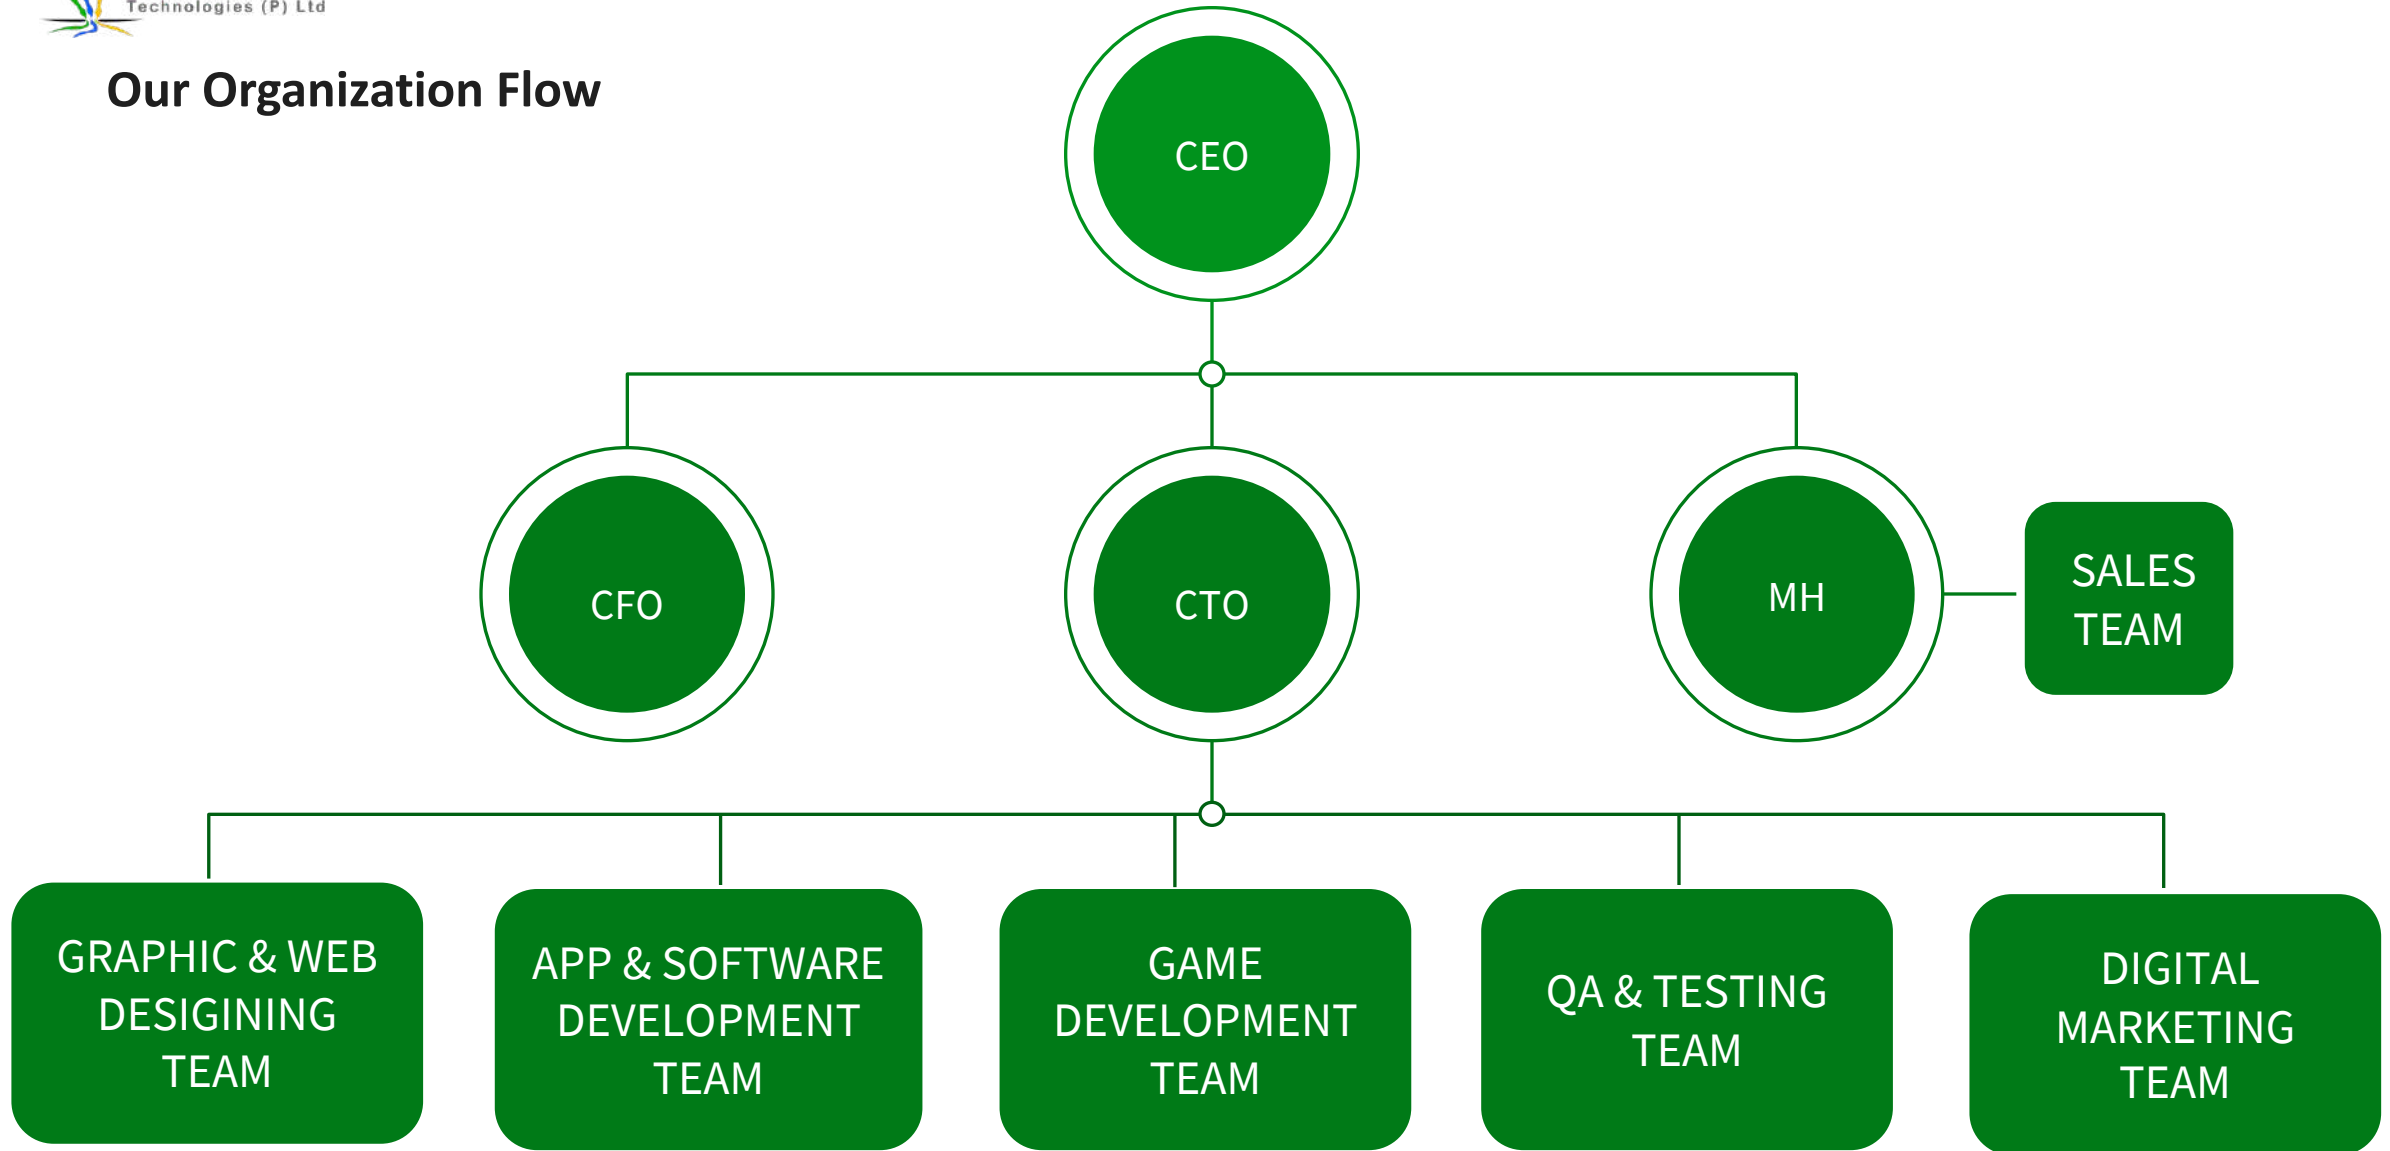 Technologies (P) Ltd
Our Organization Flow
CEO
CFO
CTO
MH
SALES
TEAM
GRAPHIC & WEB
DESIGINING
TEAM
APP & SOFTWARE
DEVELOPMENT
TEAM
GAME
DEVELOPMENT
TEAM
QA & TESTING
TEAM
DIGITAL
MARKETING
TEAM